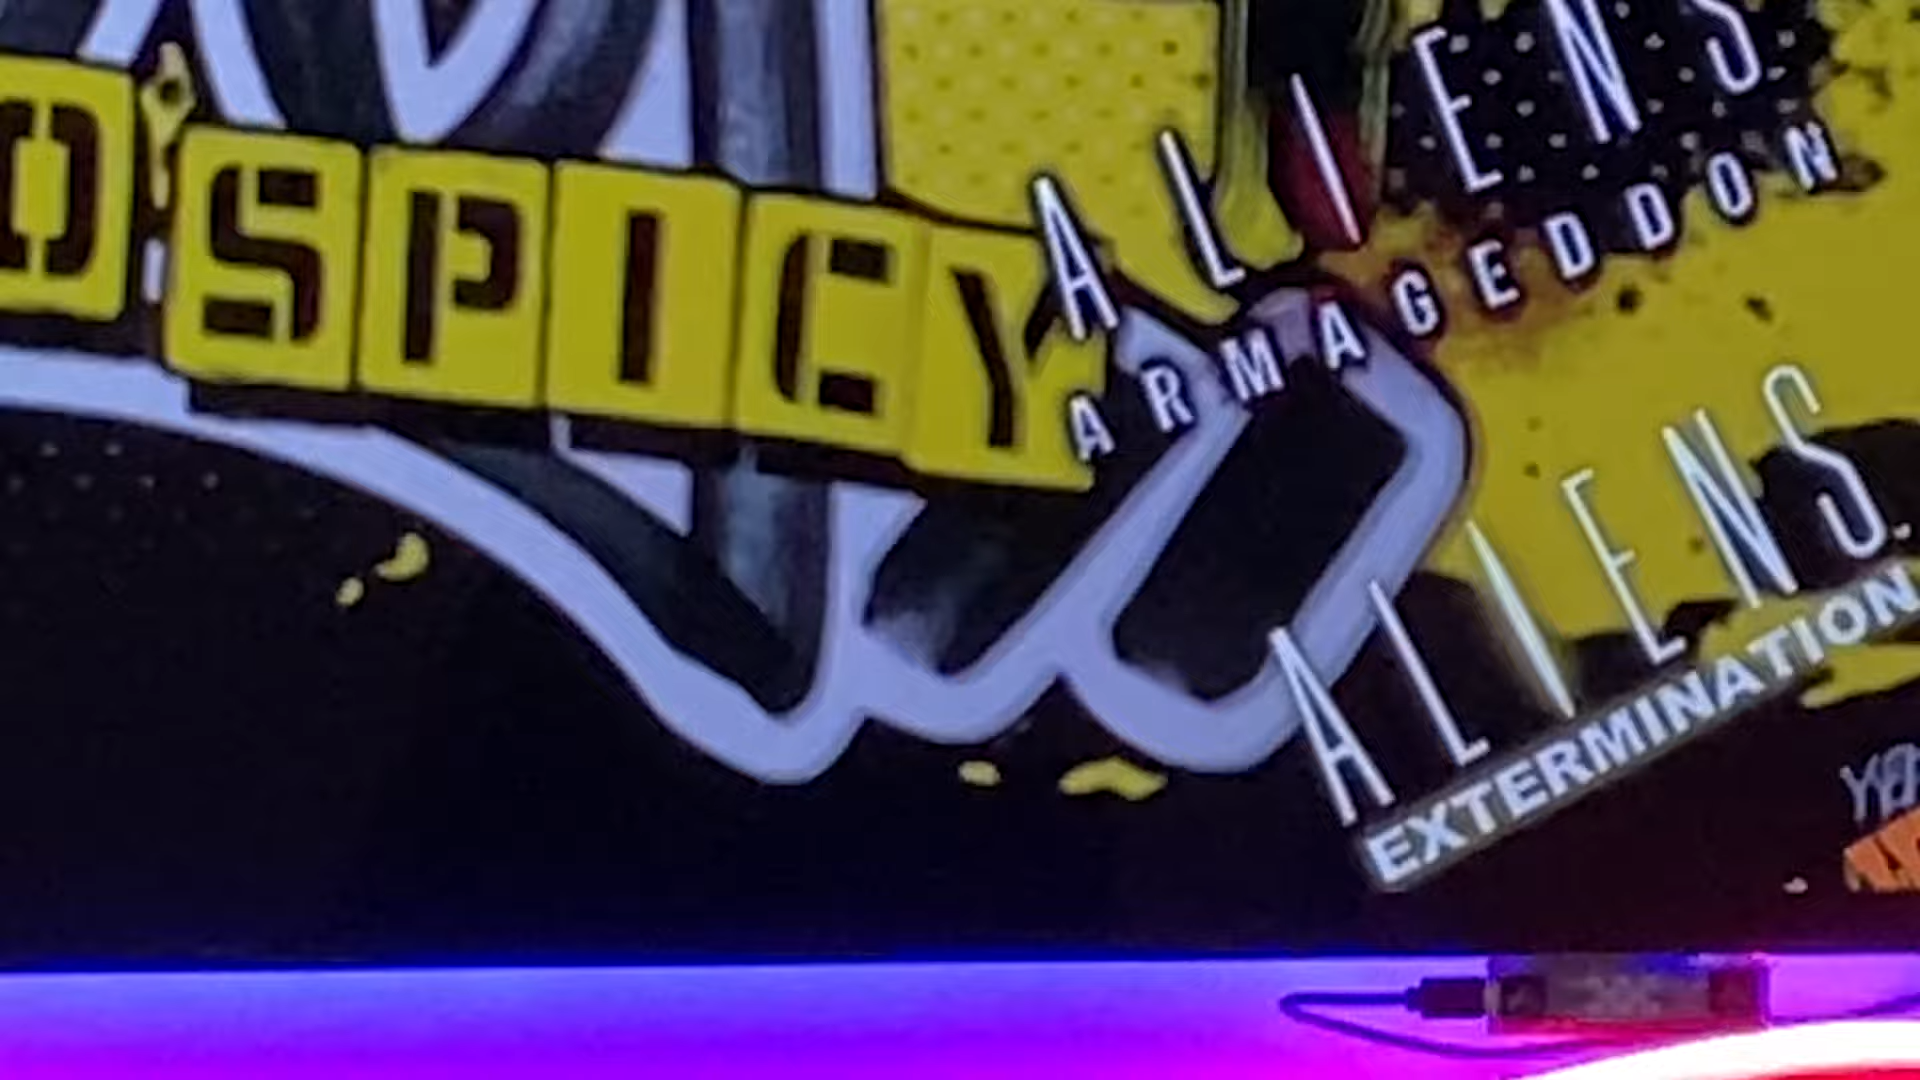 O SPICY
ALIENS
ARMAGEDDON
ALIENS
EXTERMINATION